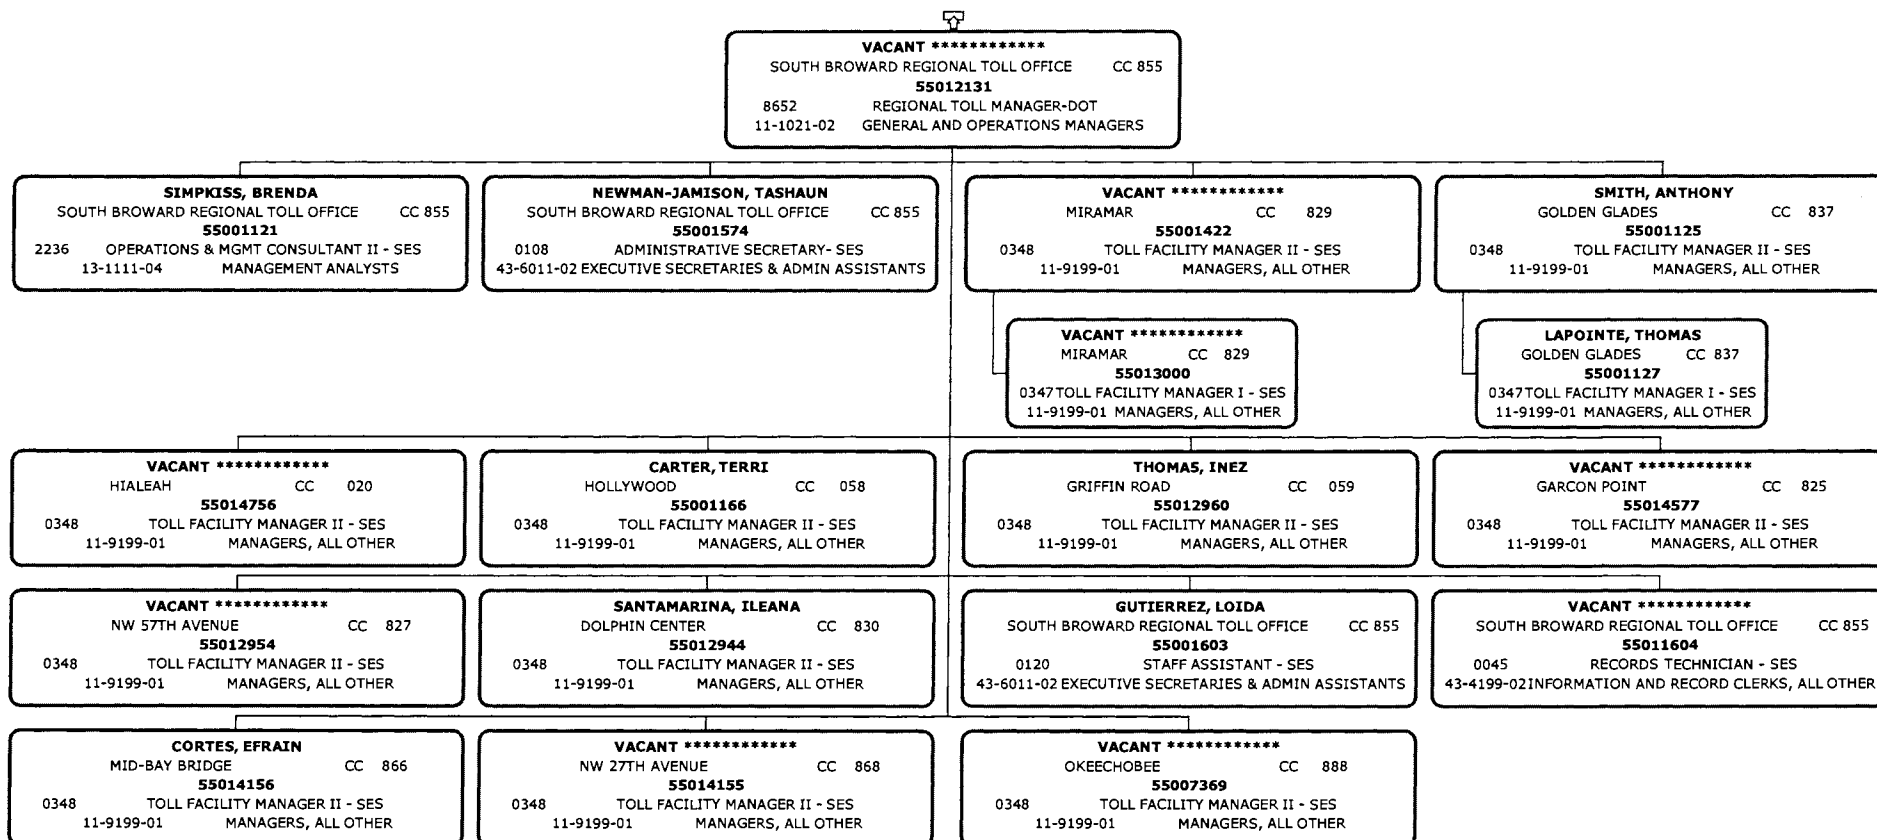 VACANT ************
SOUTH BROWARD REGIONAL TOLL OFFICE CC 855
55012131
8652 REGIONAL TOLL MANAGER-DOT
11-1021-02 GENERAL AND OPERATIONS MANAGERS
SIMPKISS, BRENDA
SOUTH BROWARD REGIONAL TOLL OFFICE CC 855
55001121
2236 OPERATIONS & MGMT CONSULTANT II - SES
13-1111-04 MANAGEMENT ANALYSTS
NEWMAN-JAMISON, TASHAUN
SOUTH BROWARD REGIONAL TOLL OFFICE CC 855
55001574
0108 ADMINISTRATIVE SECRETARY- SES
43-6011-02 EXECUTIVE SECRETARIES & ADMIN ASSISTANTS
VACANT ************
MIRAMAR CC 829
55001422
0348 TOLL FACILITY MANAGER II - SES
11-9199-01 MANAGERS, ALL OTHER
SMITH, ANTHONY
GOLDEN GLADES CC 837
55001125
0348 TOLL FACILITY MANAGER II - SES
11-9199-01 MANAGERS, ALL OTHER
VACANT ************
MIRAMAR CC 829
55013000
0347 TOLL FACILITY MANAGER I - SES
11-9199-01 MANAGERS, ALL OTHER
LAPOINTE, THOMAS
GOLDEN GLADES CC 837
55001127
0347 TOLL FACILITY MANAGER I - SES
11-9199-01 MANAGERS, ALL OTHER
VACANT ************
HIALEAH CC 020
55014756
0348 TOLL FACILITY MANAGER II - SES
11-9199-01 MANAGERS, ALL OTHER
CARTER, TERRI
HOLLYWOOD CC 058
55001166
0348 TOLL FACILITY MANAGER II - SES
11-9199-01 MANAGERS, ALL OTHER
THOMAS, INEZ
GRIFFIN ROAD CC 059
55012960
0348 TOLL FACILITY MANAGER II - SES
11-9199-01 MANAGERS, ALL OTHER
VACANT ************
GARCON POINT CC 825
55014577
0348 TOLL FACILITY MANAGER II - SES
11-9199-01 MANAGERS, ALL OTHER
VACANT ************
NW 57TH AVENUE CC 827
55012954
0348 TOLL FACILITY MANAGER II - SES
11-9199-01 MANAGERS, ALL OTHER
SANTAMARINA, ILEANA
DOLPHIN CENTER CC 830
55012944
0348 TOLL FACILITY MANAGER II - SES
11-9199-01 MANAGERS, ALL OTHER
GUTIERREZ, LOIDA
SOUTH BROWARD REGIONAL TOLL OFFICE CC 855
55001603
0120 STAFF ASSISTANT - SES
43-6011-02 EXECUTIVE SECRETARIES & ADMIN ASSISTANTS
VACANT ************
SOUTH BROWARD REGIONAL TOLL OFFICE CC 855
55011604
0045 RECORDS TECHNICIAN - SES
43-4199-02 INFORMATION AND RECORD CLERKS, ALL OTHER
CORTES, EFRAIN
MID-BAY BRIDGE CC 866
55014156
0348 TOLL FACILITY MANAGER II - SES
11-9199-01 MANAGERS, ALL OTHER
VACANT ************
NW 27TH AVENUE CC 868
55014155
0348 TOLL FACILITY MANAGER II - SES
11-9199-01 MANAGERS, ALL OTHER
VACANT ************
OKEECHOBEE CC 888
55007369
0348 TOLL FACILITY MANAGER II - SES
11-9199-01 MANAGERS, ALL OTHER